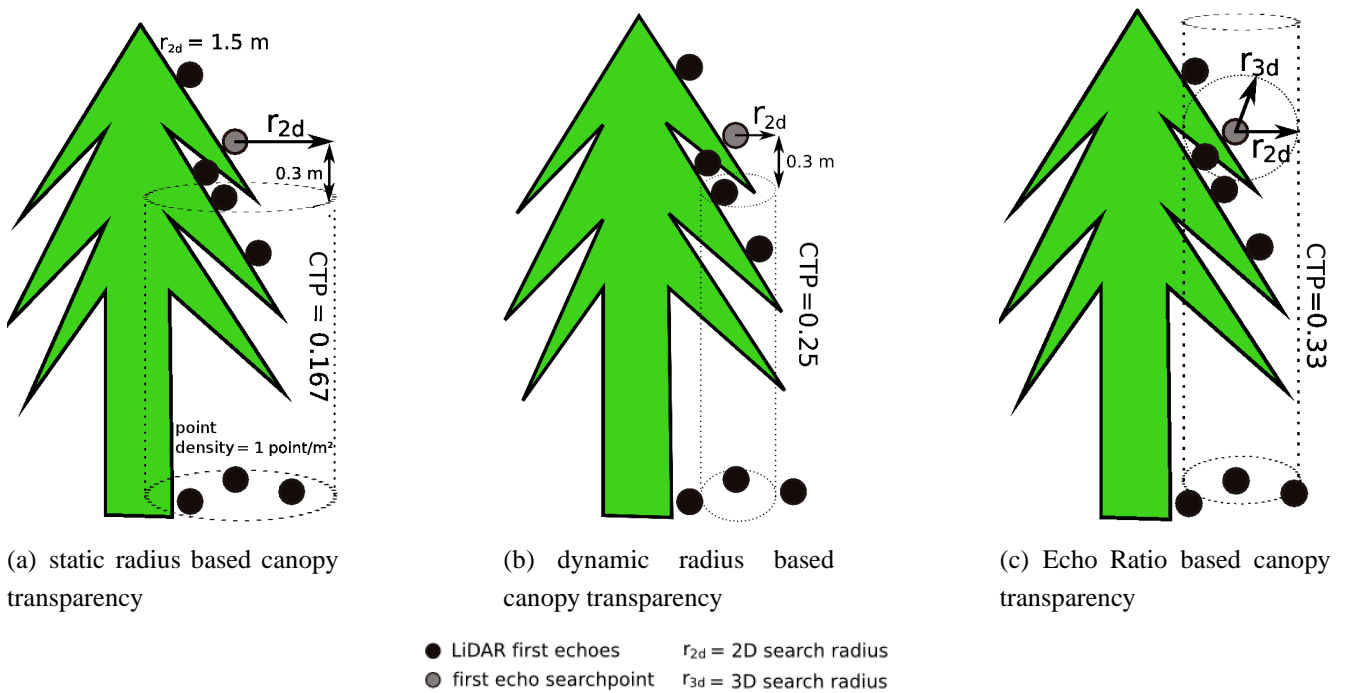 r2d = 1.5 m
r2d
0.3 m
CTP = 0.167
point
density = 1 point/m²
r2d
0.3 m
CTP=0.25
r3d
r2d
CTP=0.33
(a) static radius based canopy
transparency
(b) dynamic radius based
canopy transparency
(c) Echo Ratio based canopy
transparency
LiDAR first echoes
r2d = 2D search radius
first echo searchpoint
r3d = 3D search radius